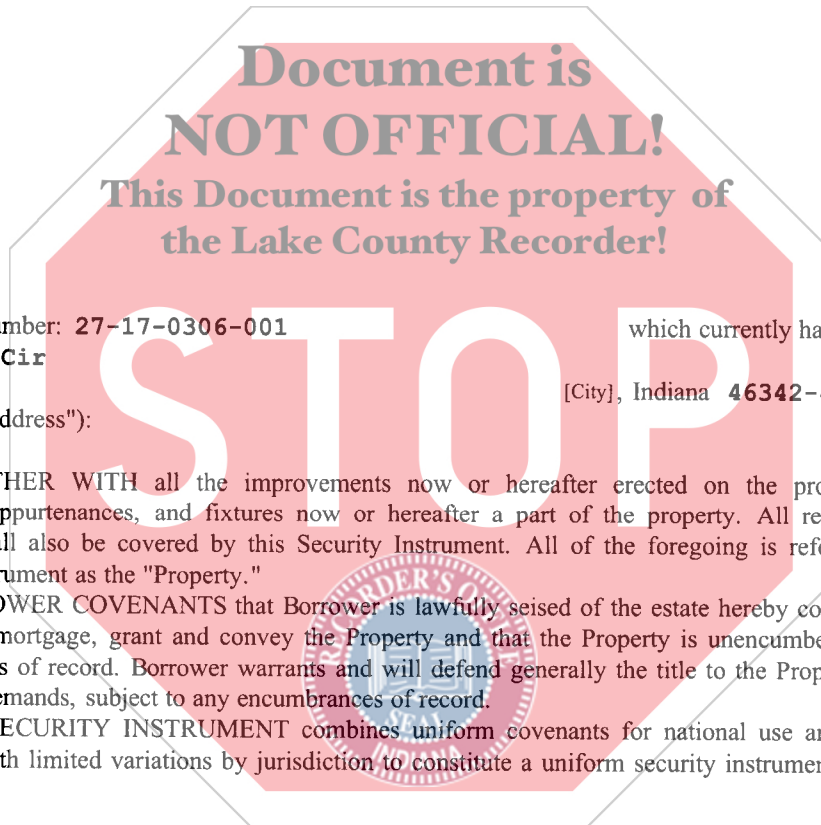 Document is
NOT OFFICIAL!
This Document is the property of
the Lake County Recorder!
STOP
mber: 27-17-0306-001 which currently ha
Cir
[City], Indiana 46342-
ddress"):
THER WITH all the improvements now or hereafter erected on the pro
ppurtenances, and fixtures now or hereafter a part of the property. All re
ll also be covered by this Security Instrument. All of the foregoing is refe
rument as the "Property."
OWER COVENANTS that Borrower is lawfully seised of the estate hereby co
mortgage, grant and convey the Property and that the Property is unencumbe
s of record. Borrower warrants and will defend generally the title to the Prop
emands, subject to any encumbrances of record.
ECURITY INSTRUMENT combines uniform covenants for national use an
th limited variations by jurisdiction to constitute a uniform security instrumen
RECORDER'S OFFICE
SEAL
INDIANA